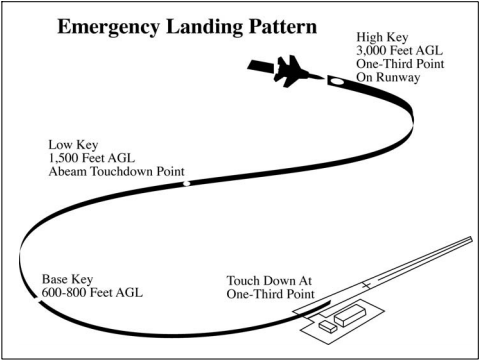 Emergency Landing Pattern
High Key
3,000 Feet AGL
One-Third Point
On Runway
Low Key
1,500 Feet AGL
Abeam Touchdown Point
Base Key
600-800 Feet AGL
Touch Down At
One-Third Point